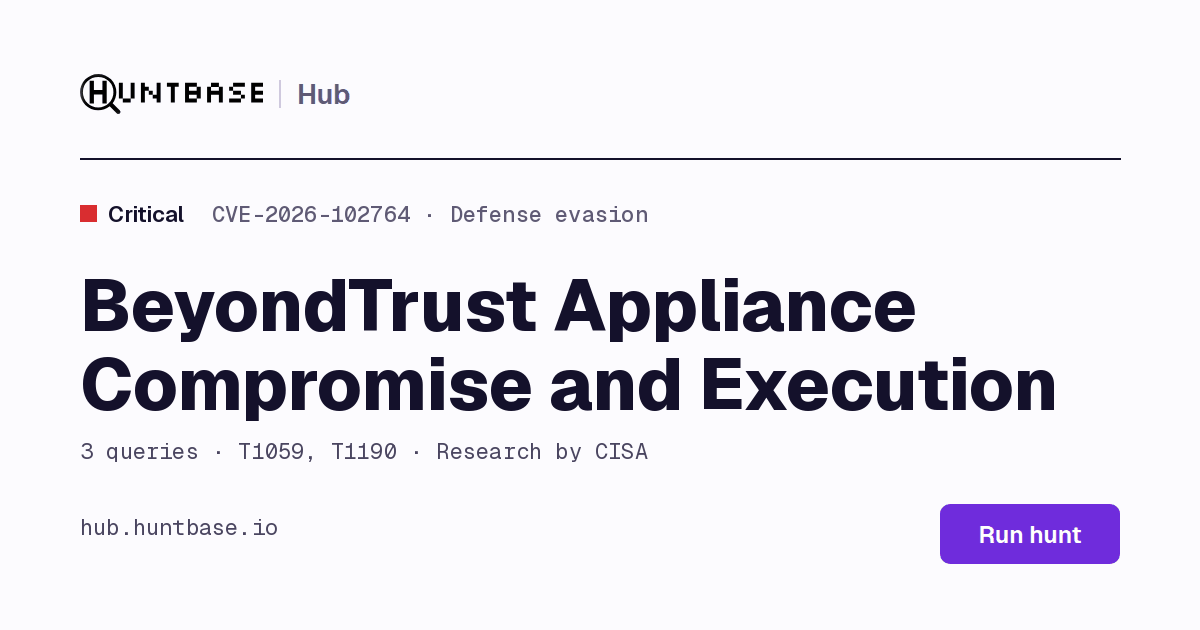 HUNTBASE Hub
Critical CVE-2026-102764 · Defense evasion
BeyondTrust Appliance
Compromise and Execution
3 queries · T1059, T1190 · Research by CISA
hub.huntbase.io
Run hunt